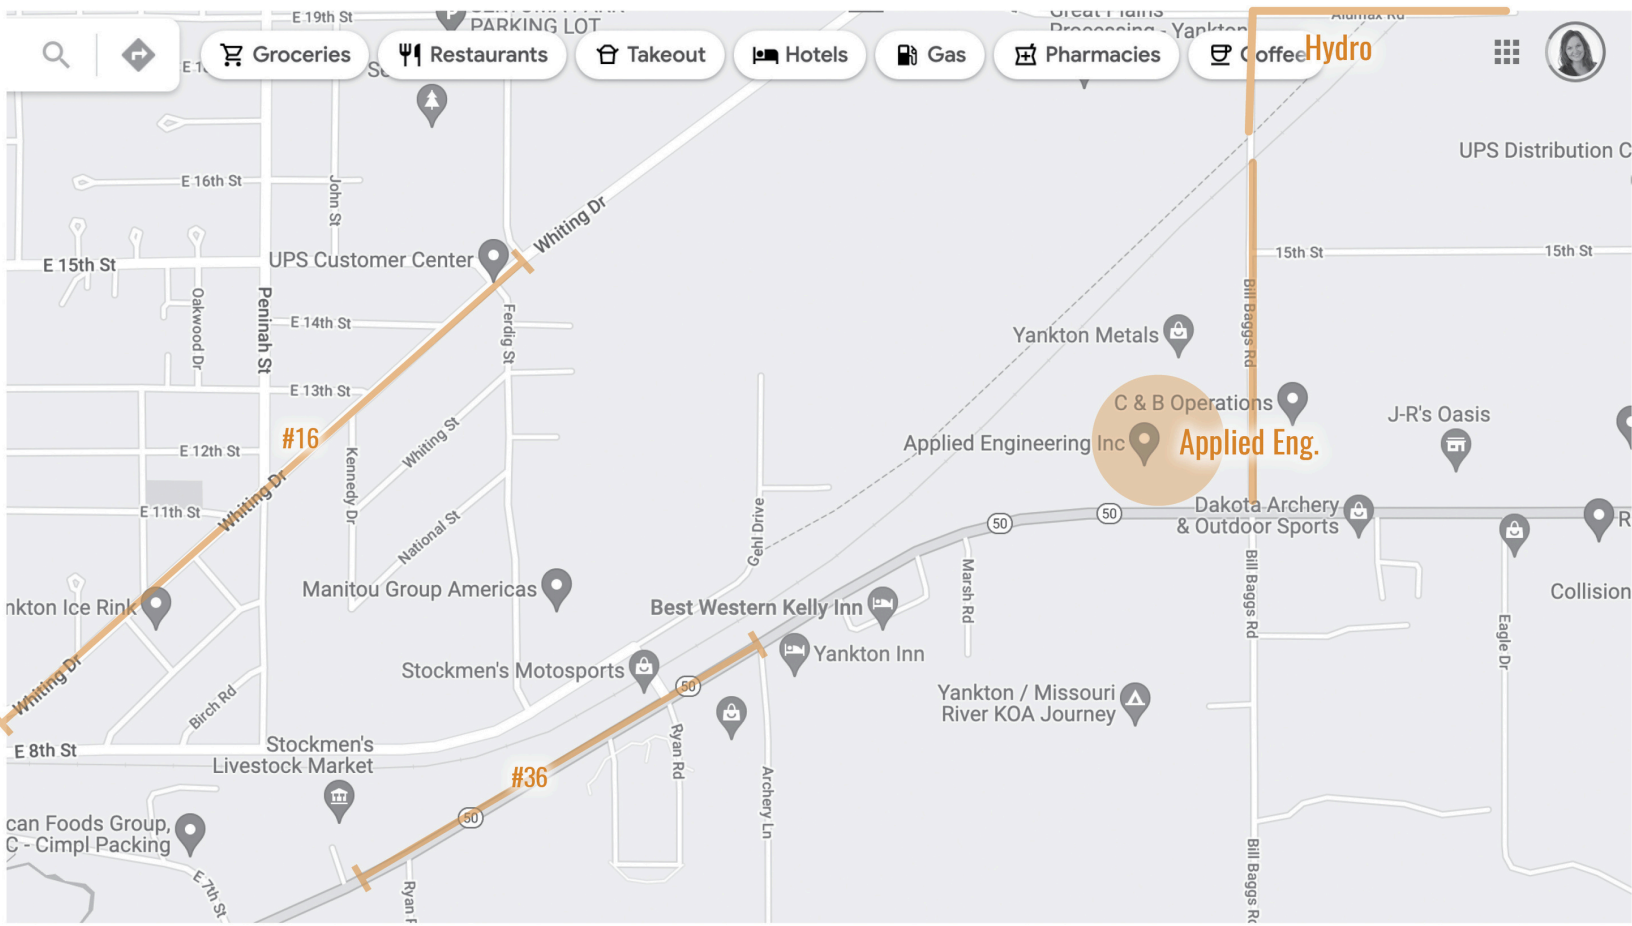 E 19th St
PARKING LOT
Great Plains
Processing - Yankton
Alumax Rd
Groceries
Restaurants
Takeout
Hotels
Gas
Pharmacies
Coffee
Hydro
UPS Distribution C
E 16th St
John St
Whiting Dr
UPS Customer Center
E 15th St
15th St
15th St
Oakwood Dr
Peninah St
E 14th St
Ferdig St
Bill Baggs Rd
Yankton Metals
E 13th St
C & B Operations
J-R's Oasis
#16
Whiting St
Applied Engineering Inc
Applied Eng.
E 12th St
Kennedy Dr
Whiting Dr
E 11th St
National St
Gehl Drive
50
50
Dakota Archery
& Outdoor Sports
R
Manitou Group Americas
Marsh Rd
Bill Baggs Rd
Collision
nkton Ice Rink
Best Western Kelly Inn
Eagle Dr
Yankton Inn
Whiting Dr
Stockmen's Motosports
50
Yankton / Missouri
River KOA Journey
Birch Rd
E 8th St
Ryan Rd
Stockmen's
Livestock Market
#36
Archery Ln
50
can Foods Group,
C - Cimpl Packing
E 7th St
Ryan R
Bill Baggs Rd